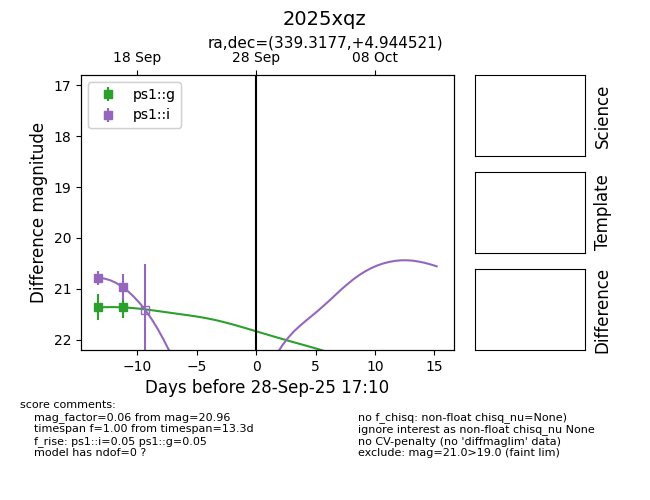 2025xqz
ra,dec=(339.3177,+4.944521)
18 Sep
28 Sep
08 Oct
ps1::g
ps1::i
17
18
19
20
21
22
Difference magnitude
−10
−5
0
5
10
15
Days before 28-Sep-25 17:10
Science
Template
Difference
score comments:
mag_factor=0.06 from mag=20.96
timespan f=1.00 from timespan=13.3d
f_rise: ps1::i=0.05 ps1::g=0.05
model has ndof=0 ?
no f_chisq: non-float chisq_nu=None)
ignore interest as non-float chisq_nu None
no CV-penalty (no 'diffmaglim' data)
exclude: mag=21.0>19.0 (faint lim)